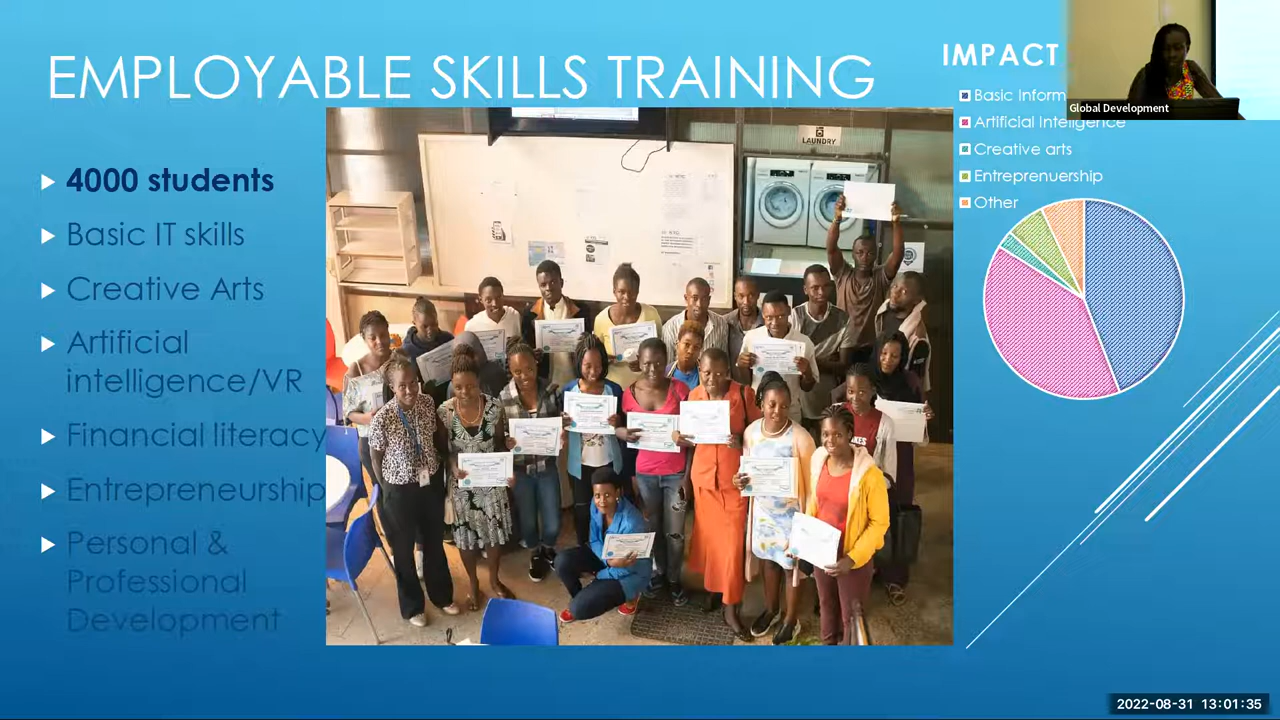 EMPLOYABLE SKILLS TRAINING
4000 students
Basic IT skills
Creative Arts
Artificial
intelligence/VR
Financial literacy
Entrepreneurship
Personal &
Professional
Development
LAUNDRY
IMPACT
Basic Inform
Artificial Inteligence
Creative arts
Entreprenuership
Other
Global Development
2022-08-31 13:01:35